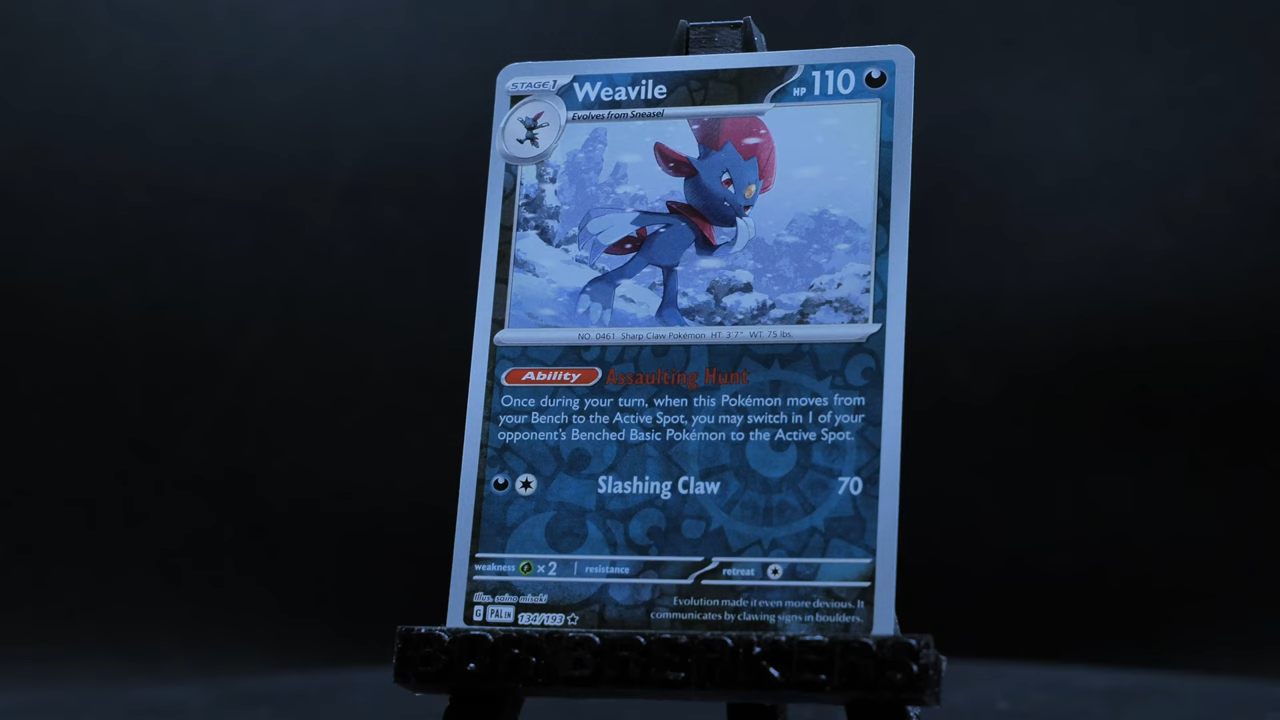 STAGE 1
Weavile
HP 110
Evolves from Sneasel
NO. 0461 Sharp Claw Pokémon HT: 3'7" WT: 75 lbs.
Ability Assaulting Hunt
Once during your turn, when this Pokémon moves from
your Bench to the Active Spot, you may switch in 1 of your
opponent's Benched Basic Pokémon to the Active Spot.
Slashing Claw 70
weakness ×2 resistance retreat
Illus. saino misaki
G PAL EN 134/193
Evolution made it even more devious. It
communicates by clawing signs in boulders.